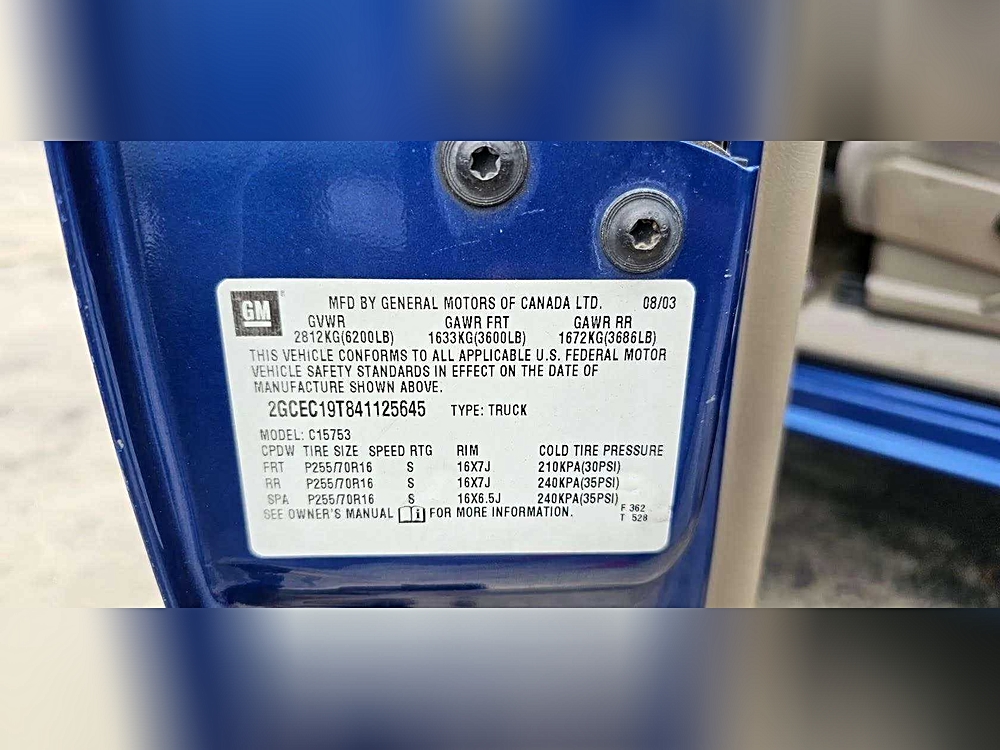 GM
MFD BY GENERAL MOTORS OF CANADA LTD. 08/03
GVWR GAWR FRT GAWR RR
2812KG(6200LB) 1633KG(3600LB) 1672KG(3686LB)
THIS VEHICLE CONFORMS TO ALL APPLICABLE U.S. FEDERAL MOTOR
VEHICLE SAFETY STANDARDS IN EFFECT ON THE DATE OF
MANUFACTURE SHOWN ABOVE.
2GCEC19T841125645 TYPE: TRUCK
MODEL: C15753
CPDW TIRE SIZE SPEED RTG RIM COLD TIRE PRESSURE
FRT P255/70R16 S 16X7J 210KPA(30PSI)
RR P255/70R16 S 16X7J 240KPA(35PSI)
SPA P255/70R16 S 16X6.5J 240KPA(35PSI)
SEE OWNER'S MANUAL FOR MORE INFORMATION.
F 362
T 528